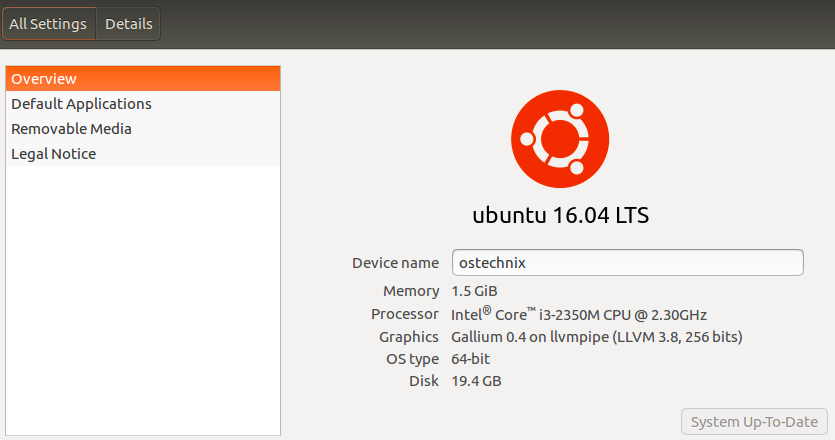 All Settings Details
Overview
Default Applications
Removable Media
Legal Notice
ubuntu 16.04 LTS
Device name ostechnix
Memory 1.5 GiB
Processor Intel® Core™ i3-2350M CPU @ 2.30GHz
Graphics Gallium 0.4 on llvmpipe (LLVM 3.8, 256 bits)
OS type 64-bit
Disk 19.4 GB
System Up-To-Date